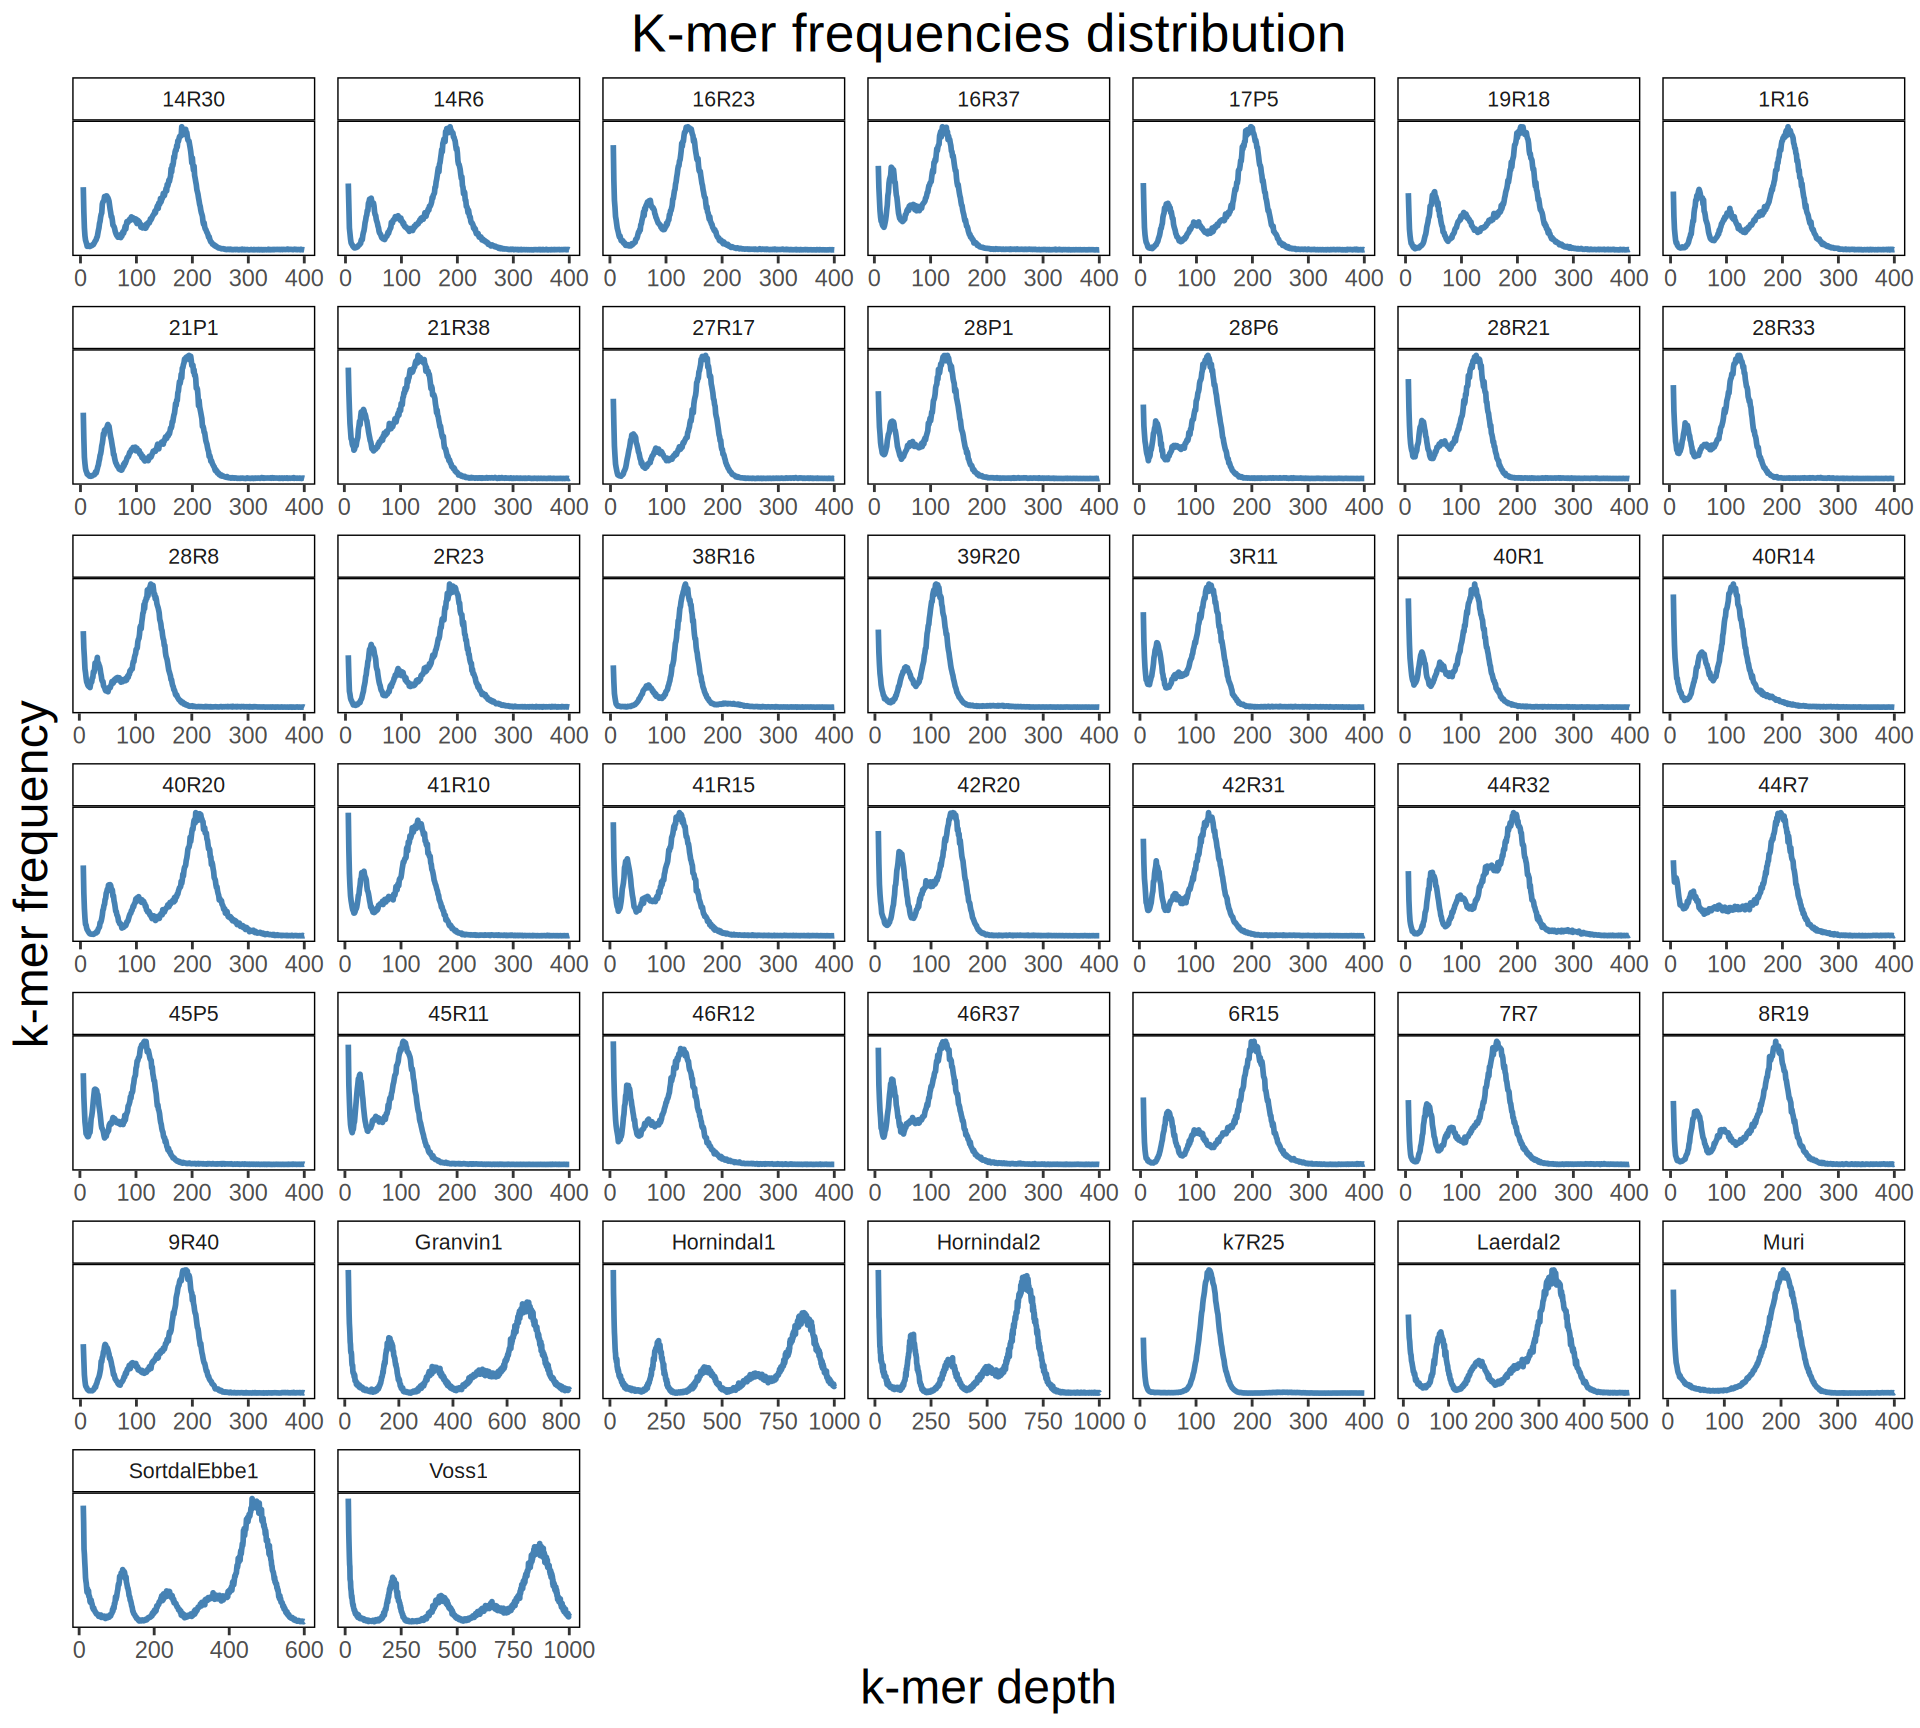 K-mer frequencies distribution
14R30 14R6 16R23 16R37 17P5 19R18 1R16
0 100 200 300 400 0 100 200 300 400 0 100 200 300 400 0 100 200 300 400 0 100 200 300 400 0 100 200 300 400 0 100 200 300 400
21P1 21R38 27R17 28P1 28P6 28R21 28R33
0 100 200 300 400 0 100 200 300 400 0 100 200 300 400 0 100 200 300 400 0 100 200 300 400 0 100 200 300 400 0 100 200 300 400
28R8 2R23 38R16 39R20 3R11 40R1 40R14
0 100 200 300 400 0 100 200 300 400 0 100 200 300 400 0 100 200 300 400 0 100 200 300 400 0 100 200 300 400 0 100 200 300 400
k-mer frequency
40R20 41R10 41R15 42R20 42R31 44R32 44R7
0 100 200 300 400 0 100 200 300 400 0 100 200 300 400 0 100 200 300 400 0 100 200 300 400 0 100 200 300 400 0 100 200 300 400
45P5 45R11 46R12 46R37 6R15 7R7 8R19
0 100 200 300 400 0 100 200 300 400 0 100 200 300 400 0 100 200 300 400 0 100 200 300 400 0 100 200 300 400 0 100 200 300 400
9R40 Granvin1 Hornindal1 Hornindal2 k7R25 Laerdal2 Muri
0 100 200 300 400 0 200 400 600 800 0 250 500 750 1000 0 250 500 750 1000 0 100 200 300 400 0 100 200 300 400 500 0 100 200 300 400
SortdalEbbe1 Voss1
0 200 400 600 0 250 500 750 1000
k-mer depth